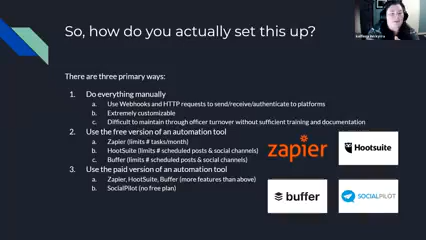 So, how do you actually set this up?
There are three primary ways:
1. Do everything manually
a. Use Webhooks and HTTP requests to send/receive/authenticate to platforms
b. Extremely customizable
c. Difficult to maintain through officer turnover without sufficient training and documentation
2. Use the free version of an automation tool
a. Zapier (limits # tasks/month)
b. HootSuite (limits # scheduled posts & social channels)
c. Buffer (limits # scheduled posts & social channels)
3. Use the paid version of an automation tool
a. Zapier, HootSuite, Buffer (more features than above)
b. SocialPilot (no free plan)
zapier
Hootsuite
buffer
SOCIALPILOT